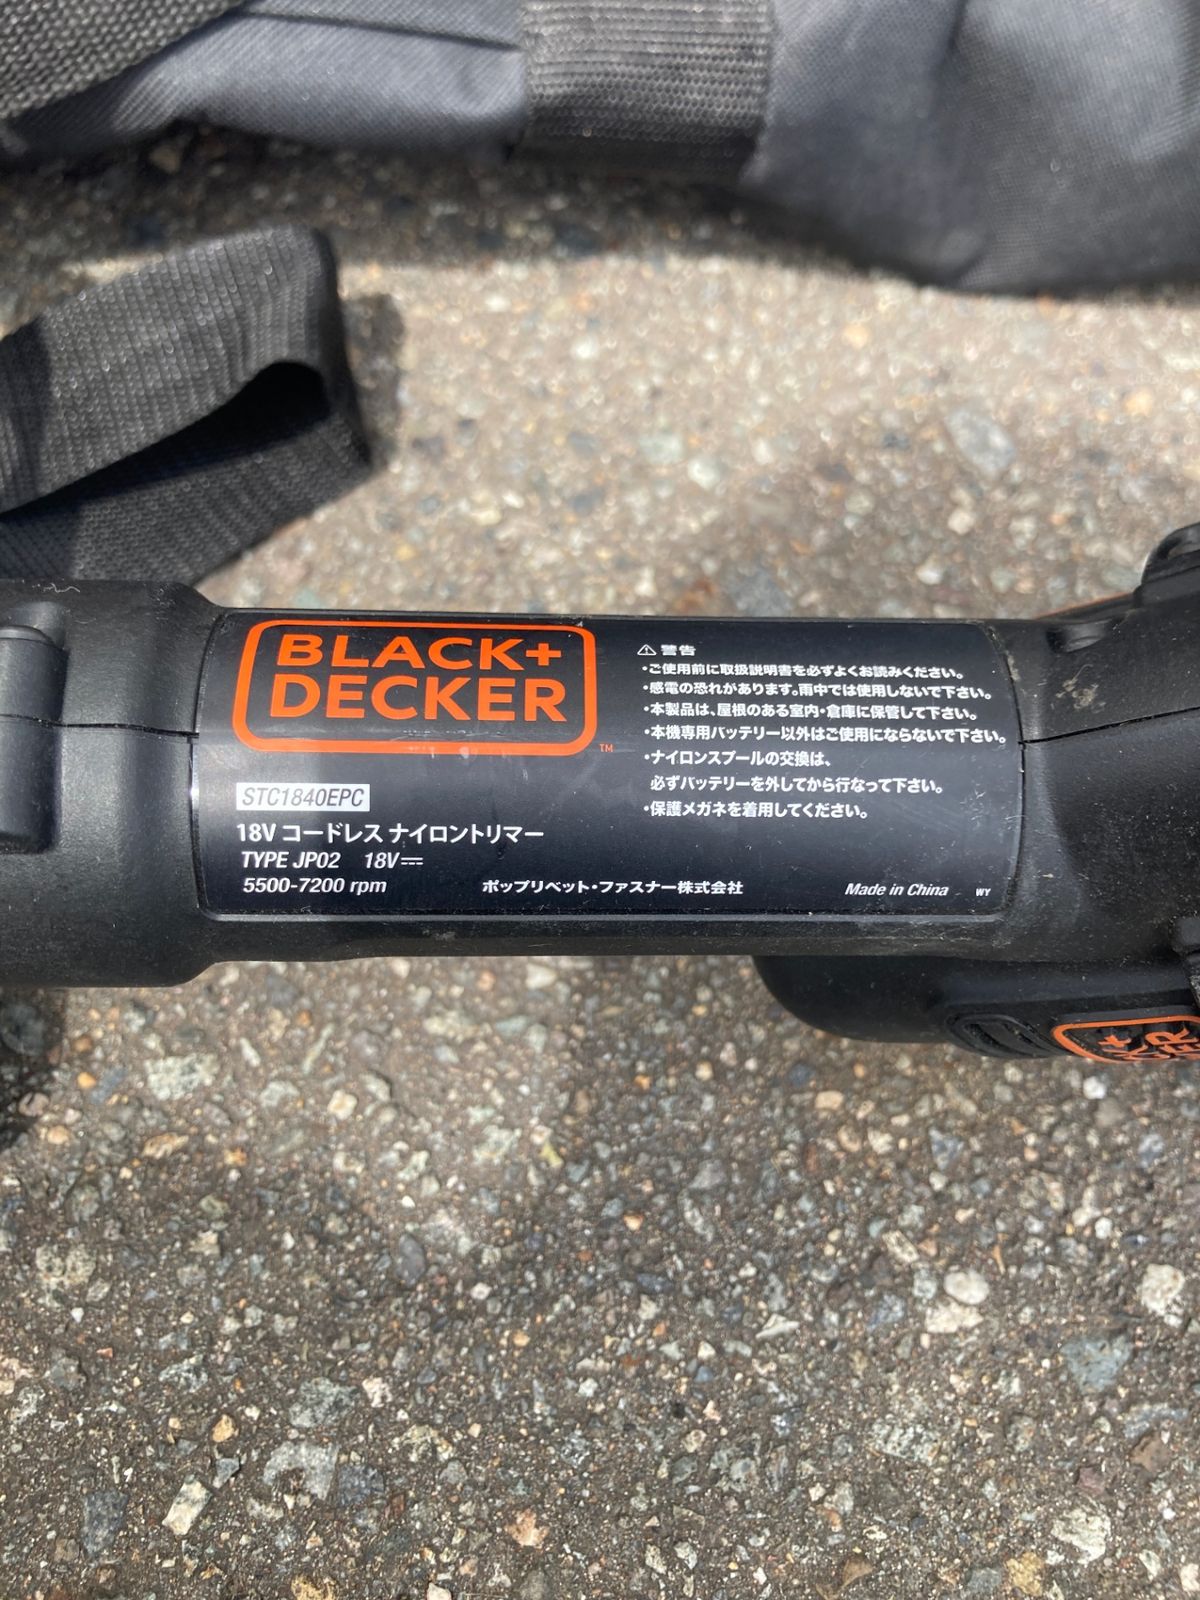 BLACK+
DECKER
TM
STC1840EPC
18V コードレス ナイロントリマー
TYPE JP02 18V⎓
5500-7200 rpm
ポップリベット・ファスナー株式会社
⚠ 警告
・ご使用前に取扱説明書を必ずよくお読みください。
・感電の恐れがあります。雨中では使用しないで下さい。
・本製品は、屋根のある室内・倉庫に保管して下さい。
・本機専用バッテリー以外はご使用にならないで下さい。
・ナイロンスプールの交換は、
必ずバッテリーを外してから行なって下さい。
・保護メガネを着用してください。
Made in China
WY